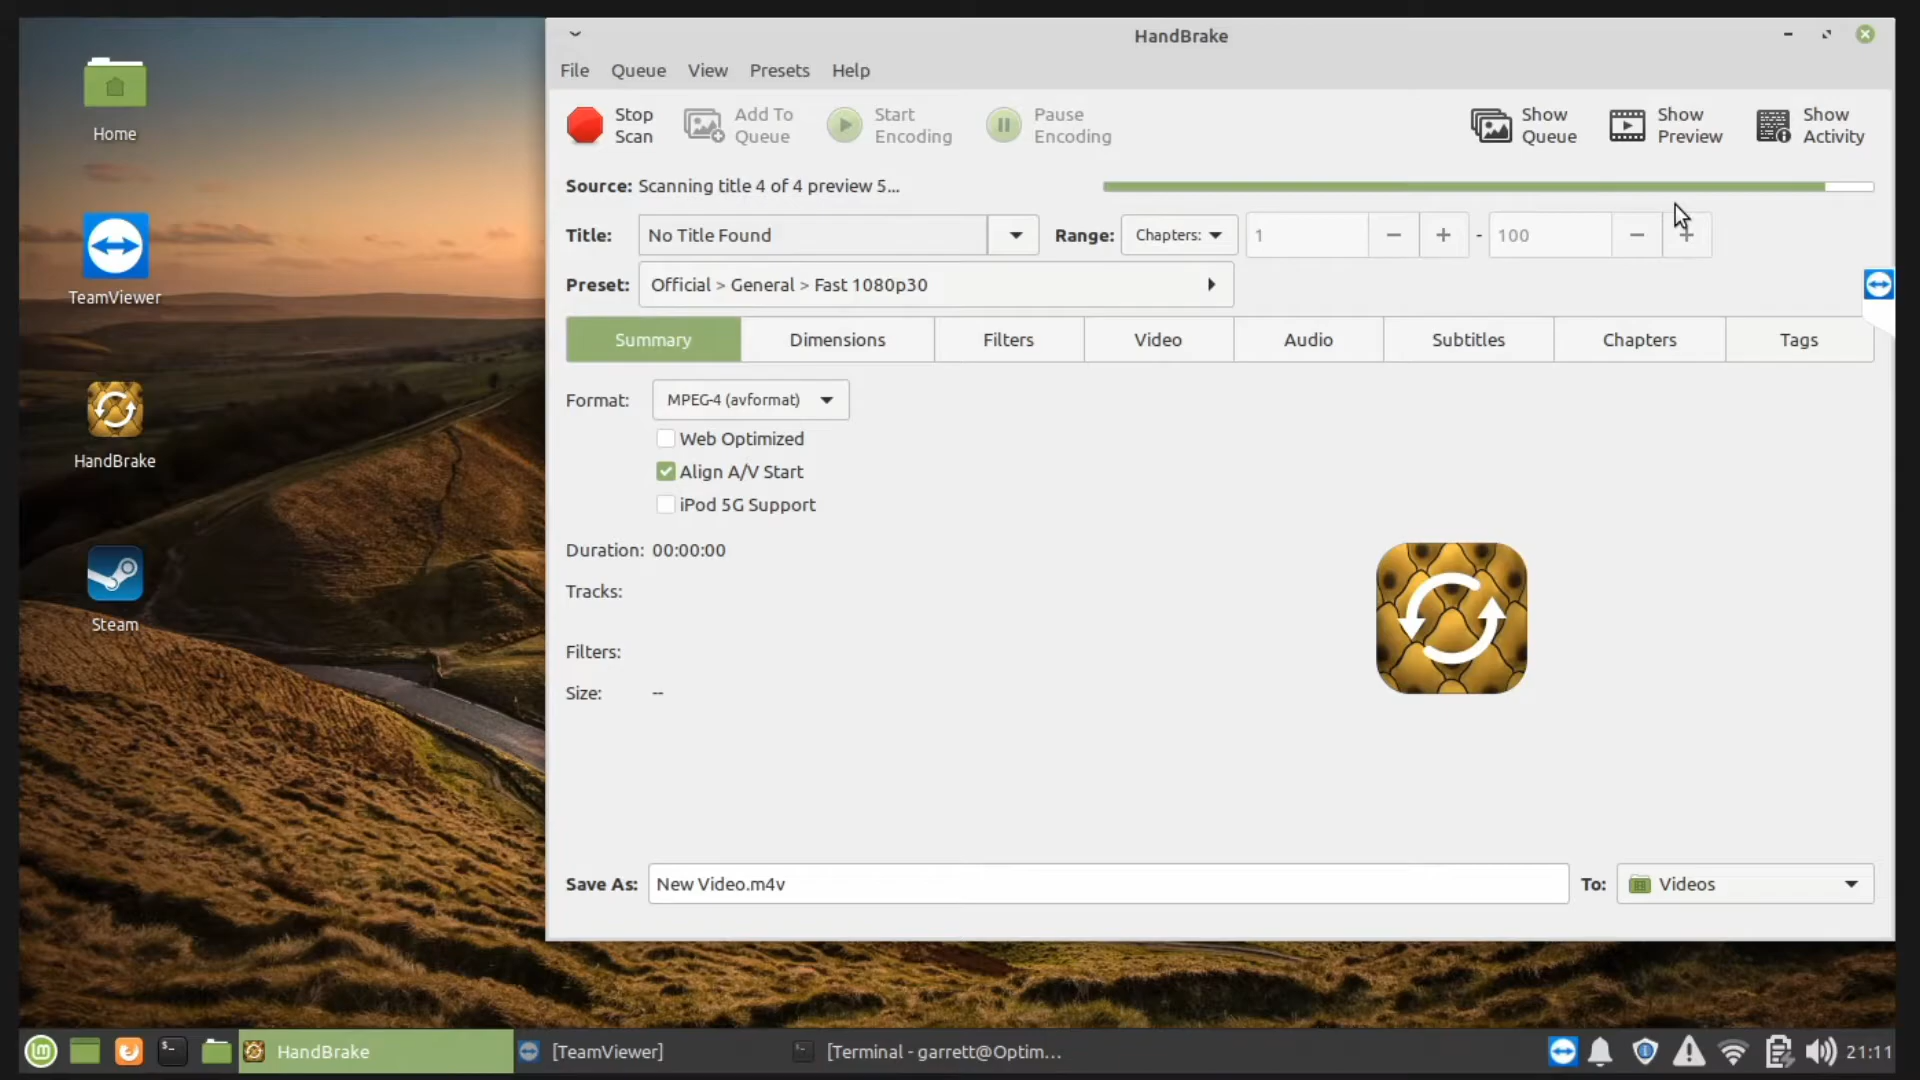 Home
TeamViewer
HandBrake
Steam
HandBrake
File Queue View Presets Help
Stop Scan
Add To Queue
Start Encoding
Pause Encoding
Show Queue
Show Preview
Show Activity
Source: Scanning title 4 of 4 preview 5...
Title: No Title Found Range: Chapters: 1 - + - 100 - +
Preset: Official > General > Fast 1080p30
Summary Dimensions Filters Video Audio Subtitles Chapters Tags
Format: MPEG-4 (avformat)
Web Optimized
Align A/V Start
iPod 5G Support
Duration: 00:00:00
Tracks:
Filters:
Size: --
Save As: New Video.m4v To: Videos
HandBrake [TeamViewer] [Terminal - garrett@Optim... 21:11